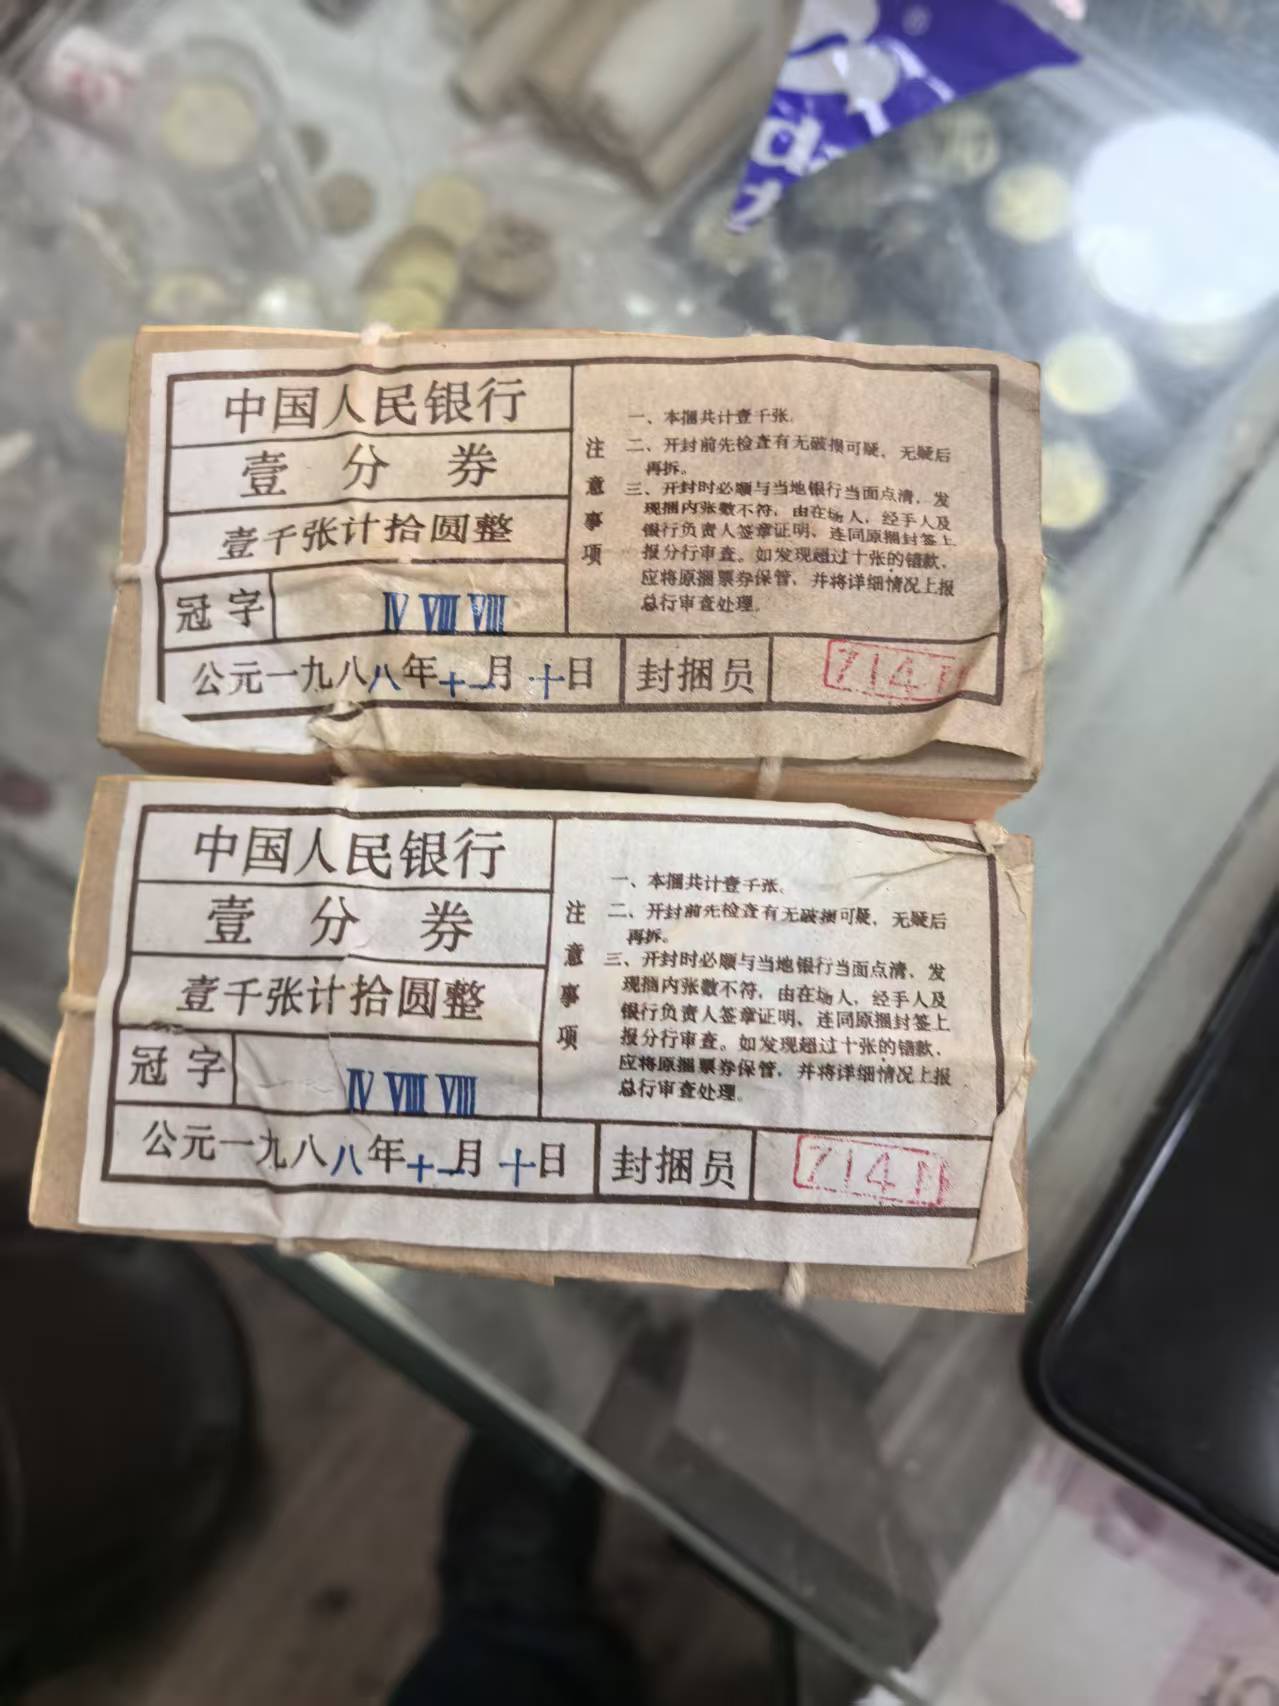 中国人民银行
壹分券
壹千张计拾圆整
冠字 Ⅳ Ⅷ Ⅷ
公元一九八八年十一月十日
封捆员 7141
注意事项
一、本捆共计壹千张。
二、开封前先检查有无破损可疑，无疑后
再拆。
三、开封时必顺与当地银行当面点清，发
现捆内张数不符，由在场人，经手人及
银行负责人签章证明，连同原捆封签上
报分行审查。如发现超过十张的错款，
应将原捆票券保管，并将详细情况上报
总行审查处理。
中国人民银行
壹分券
壹千张计拾圆整
冠字 Ⅳ Ⅷ Ⅷ
公元一九八八年十一月十日
封捆员 7141
注意事项
一、本捆共计壹千张。
二、开封前先检查有无破损可疑，无疑后
再拆。
三、开封时必顺与当地银行当面点清，发
现捆内张数不符，由在场人，经手人及
银行负责人签章证明，连同原捆封签上
报分行审查。如发现超过十张的错款，
应将原捆票券保管，并将详细情况上报
总行审查处理。